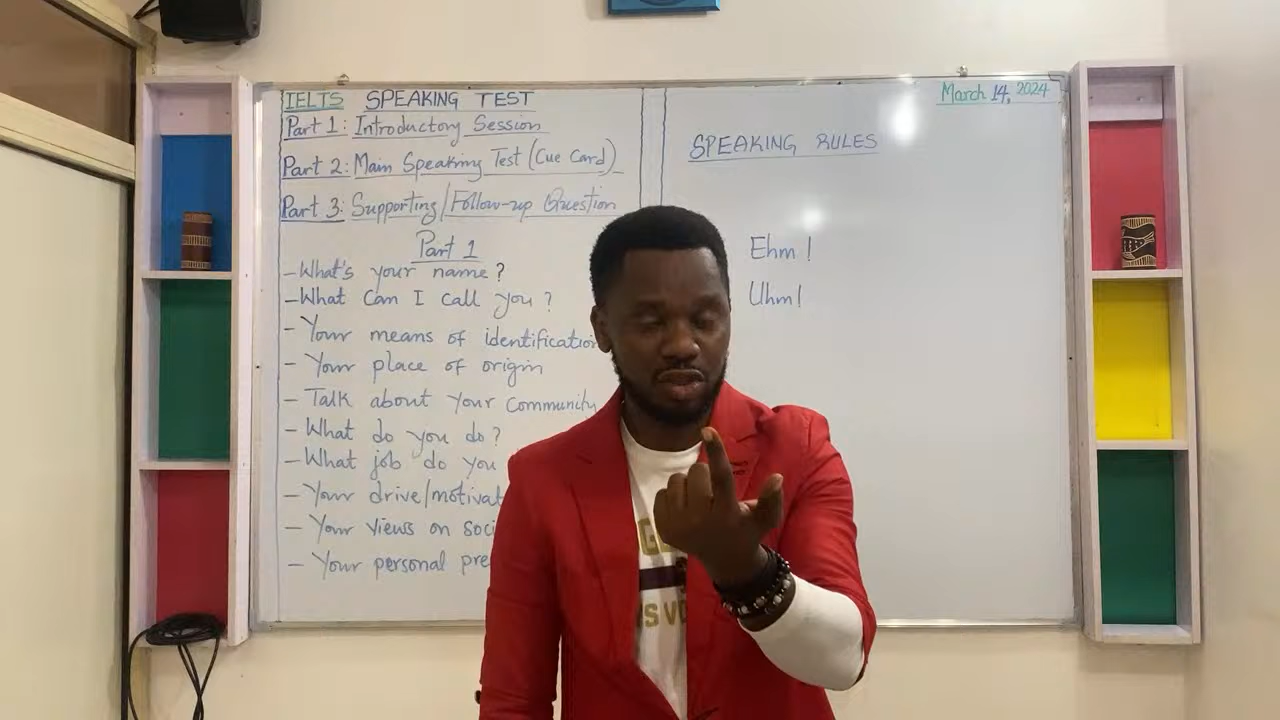 IELTS SPEAKING TEST
Part 1: Introductory Session
Part 2: Main Speaking Test (Cue Card)
Part 3: Supporting/Follow-up Question
Part 1
- What's your name?
- What can I call you?
- Your means of identification
- Your place of origin
- Talk about your community
- What do you do?
- What job do you
- Your drive/
- Your views on
- Your personal
March 14, 2024
SPEAKING RULES
Ehm!
Uhm!